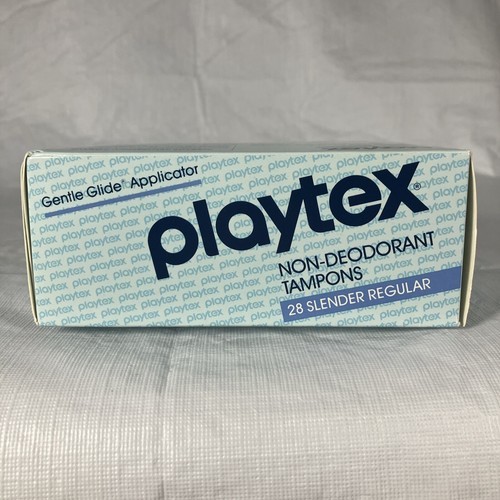 Gentle Glide® Applicator
playtex®
NON-DEODORANT
TAMPONS
28 SLENDER REGULAR